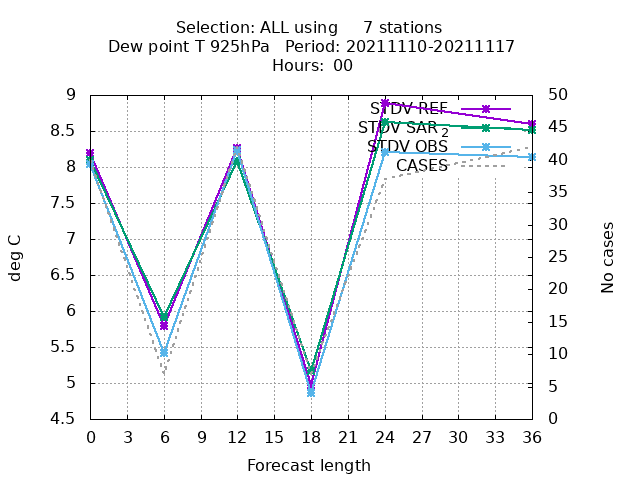 Selection: ALL using 7 stations
Dew point T 925hPa Period: 20211110-20211117
Hours: 00
9
8.5
8
7.5
7
6.5
6
5.5
5
4.5
deg C
50
45
40
35
30
25
20
15
10
5
0
No cases
STDV REF
STDV SAR2
STDV OBS
CASES
0 3 6 9 12 15 18 21 24 27 30 33 36
Forecast length